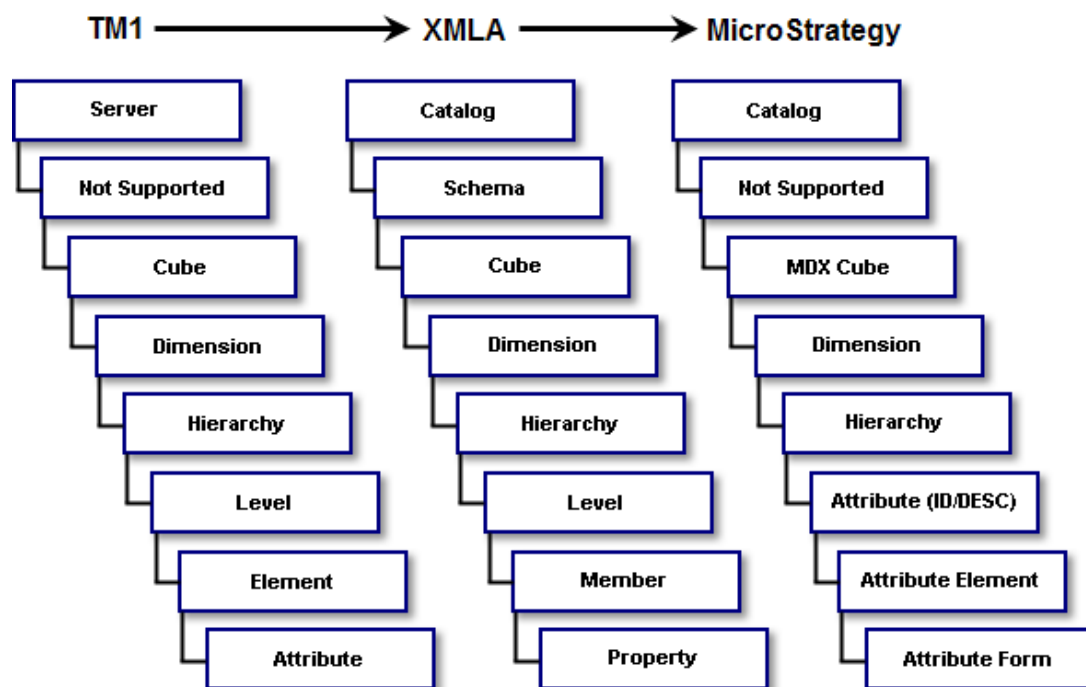 TM1 XMLA MicroStrategy
Server Catalog Catalog
Not Supported Schema Not Supported
Cube Cube MDX Cube
Dimension Dimension Dimension
Hierarchy Hierarchy Hierarchy
Level Level Attribute (ID/DESC)
Element Member Attribute Element
Attribute Property Attribute Form